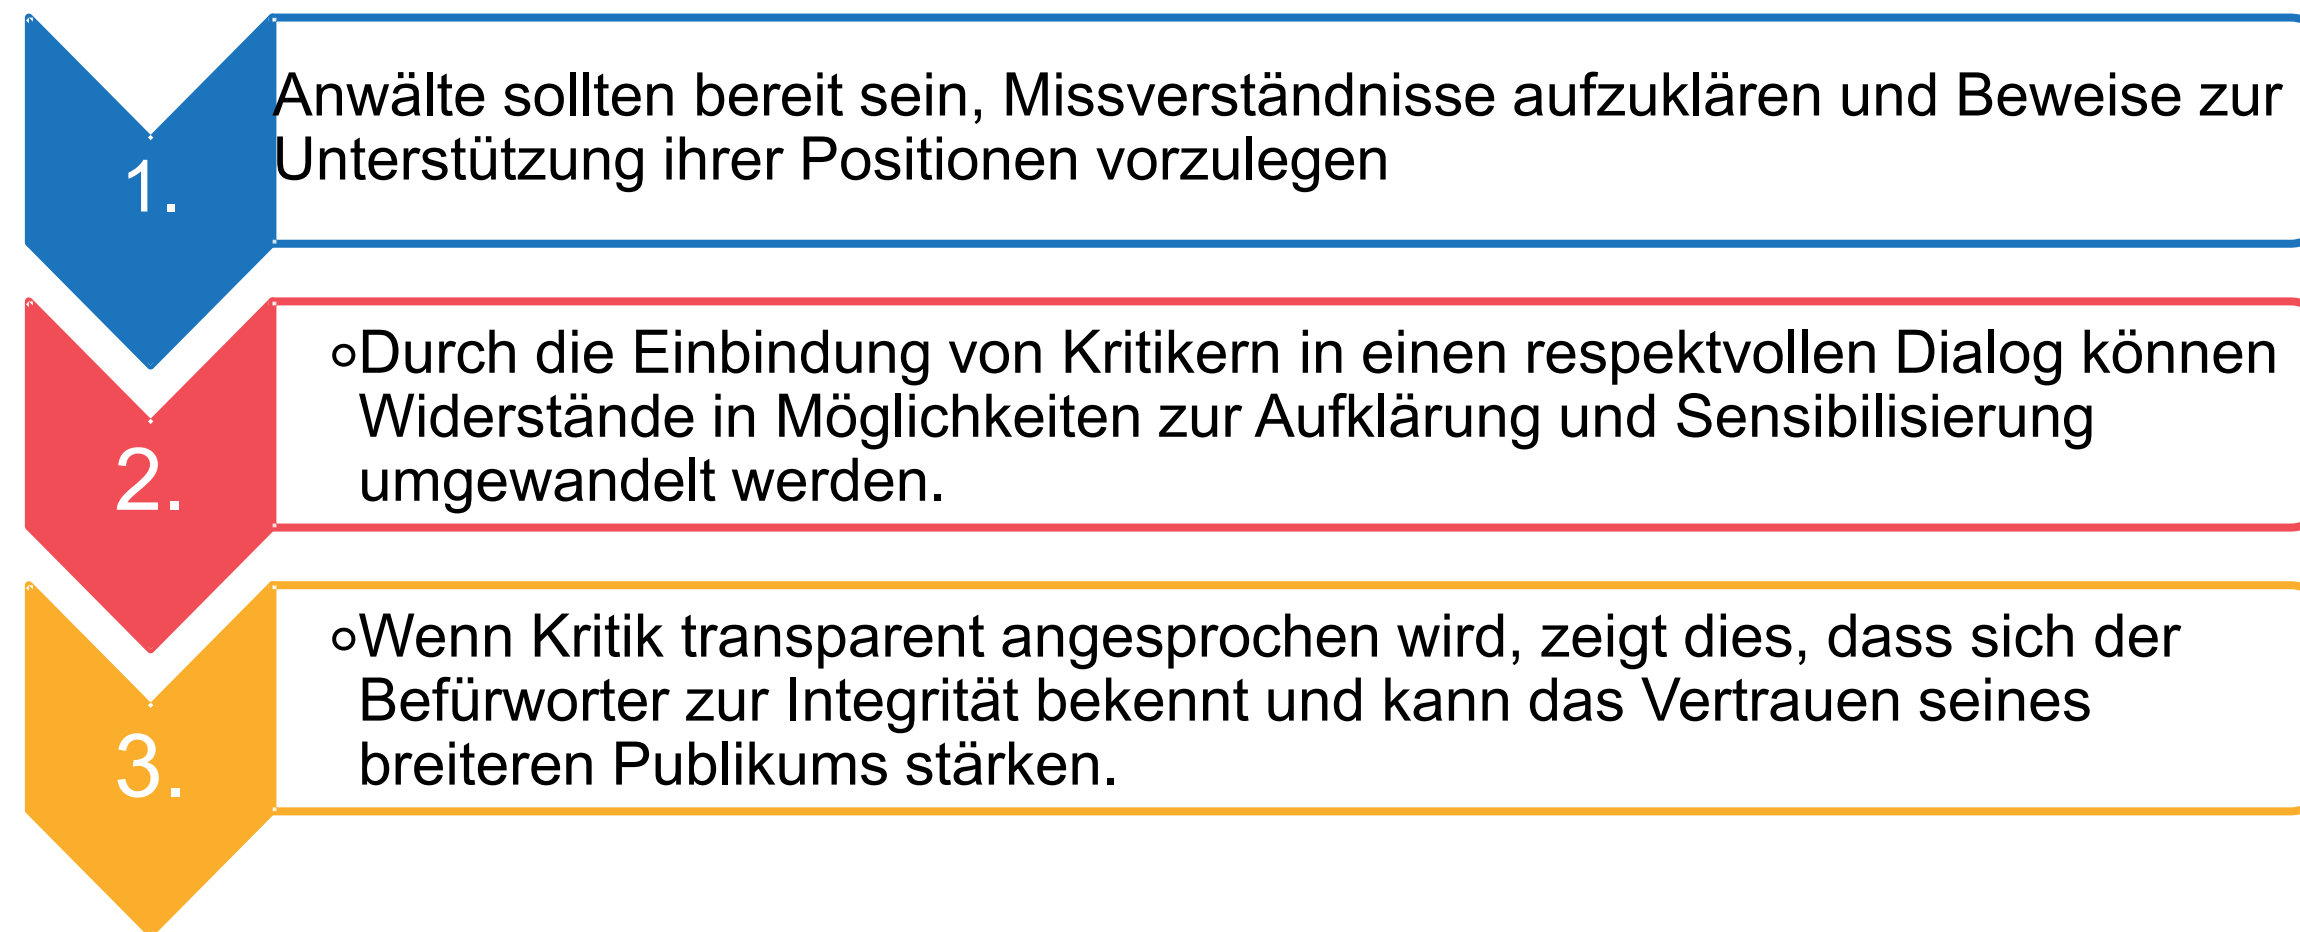 1.
Anwälte sollten bereit sein, Missverständnisse aufzuklären und Beweise zur
Unterstützung ihrer Positionen vorzulegen
2.
∘Durch die Einbindung von Kritikern in einen respektvollen Dialog können
Widerstände in Möglichkeiten zur Aufklärung und Sensibilisierung
umgewandelt werden.
3.
∘Wenn Kritik transparent angesprochen wird, zeigt dies, dass sich der
Befürworter zur Integrität bekennt und kann das Vertrauen seines
breiteren Publikums stärken.